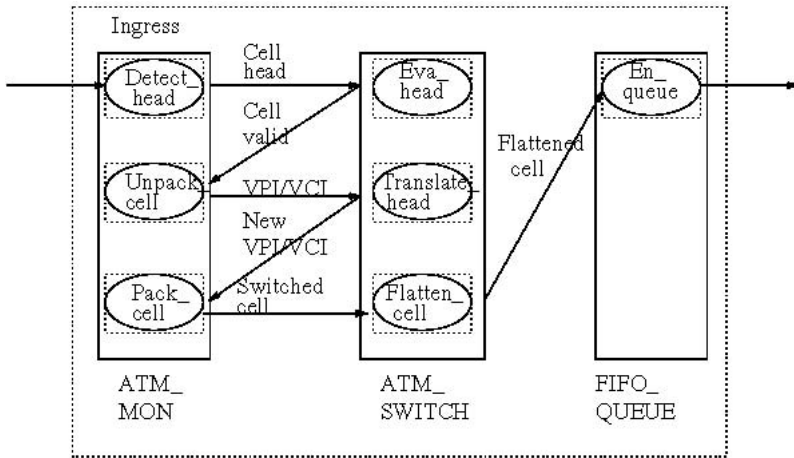 Ingress
Detect_
head
Cell
head
Eva_
head
En_
queue
Cell
valid
Flattened
cell
Unpack_
cell
VPI/VCI
Translate_
head
New
VPI/VCI
Pack_
cell
Switched
cell
Flatten_
cell
ATM_
MON
ATM_
SWITCH
FIFO_
QUEUE